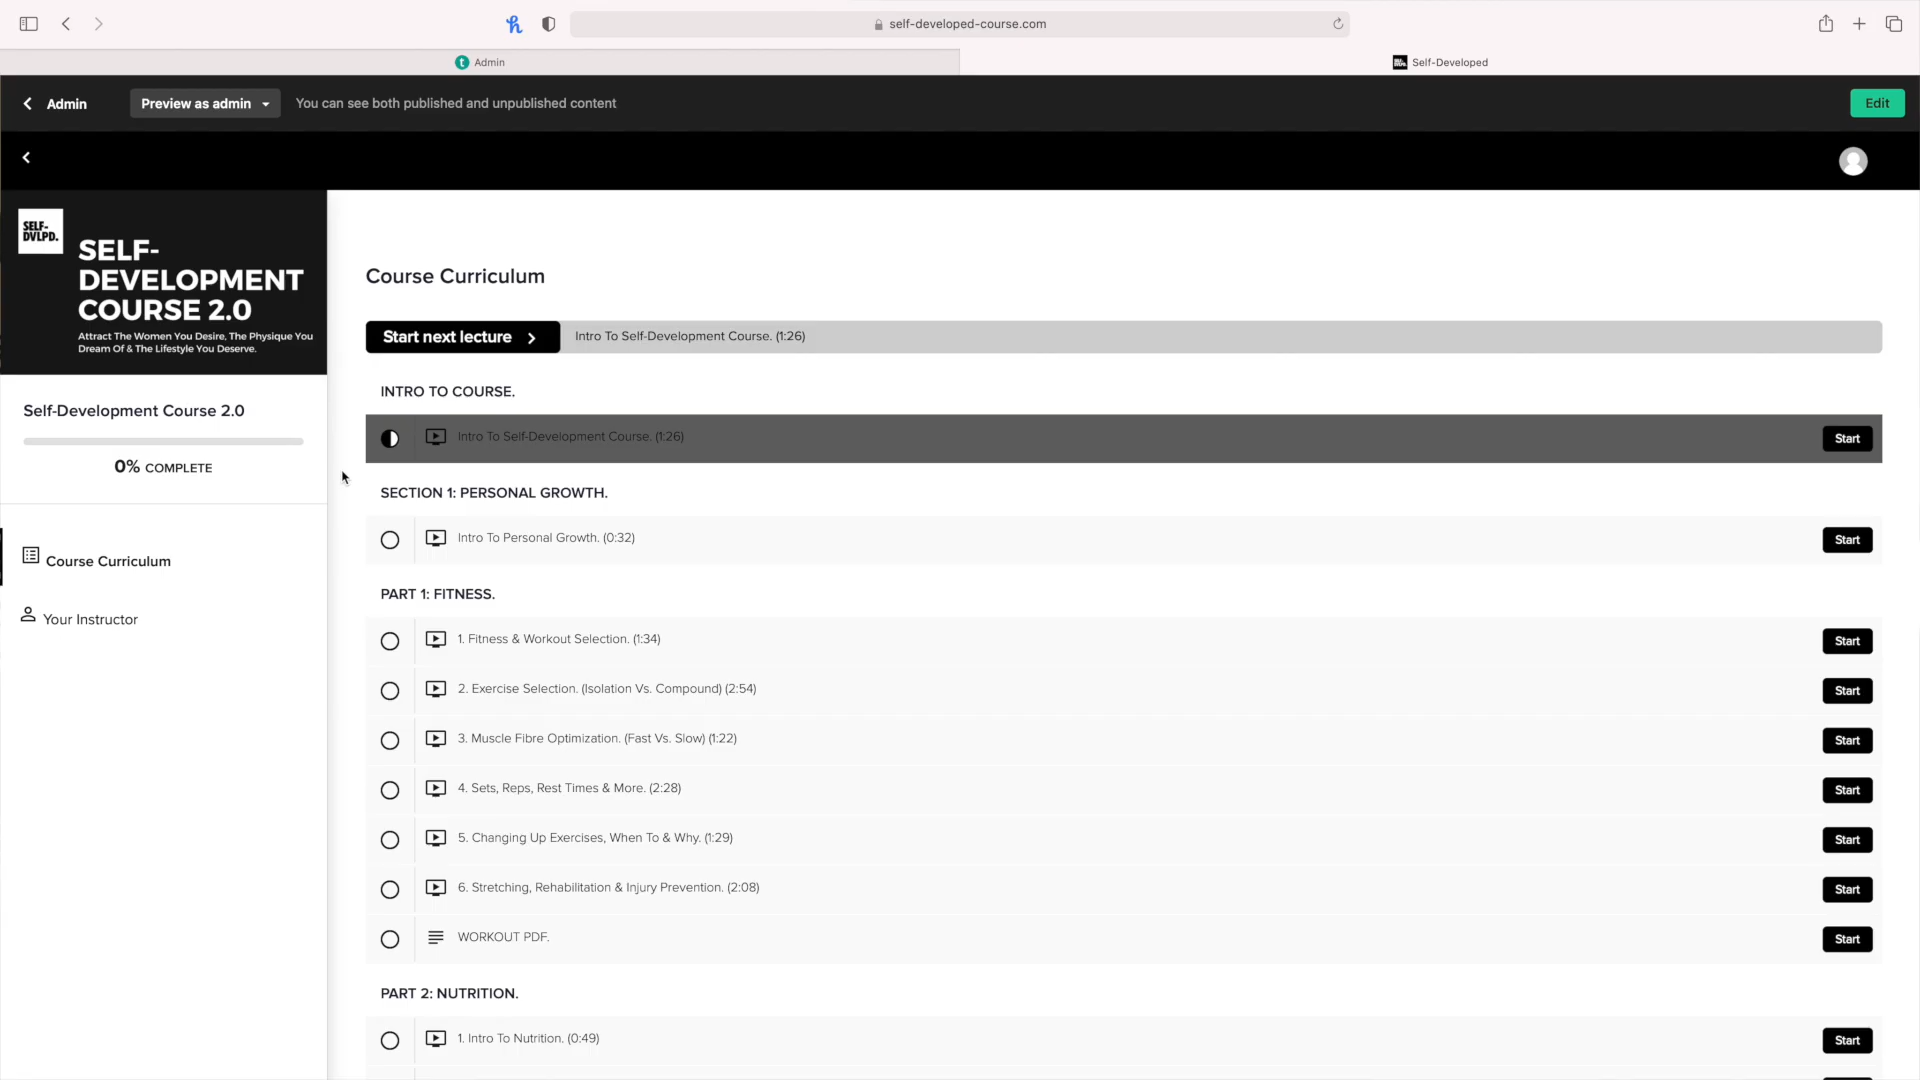 self-developed-course.com
Admin
Self-Developed
Admin
Preview as admin
You can see both published and unpublished content
Edit
SELF-
DVLPD.
SELF-
DEVELOPMENT
COURSE 2.0
Attract The Women You Desire, The Physique You
Dream Of & The Lifestyle You Deserve.
Self-Development Course 2.0
0% COMPLETE
Course Curriculum
Your Instructor
Course Curriculum
Start next lecture
Intro To Self-Development Course. (1:26)
INTRO TO COURSE.
Intro To Self-Development Course. (1:26)
Start
SECTION 1: PERSONAL GROWTH.
Intro To Personal Growth. (0:32)
Start
PART 1: FITNESS.
1. Fitness & Workout Selection. (1:34)
Start
2. Exercise Selection. (Isolation Vs. Compound) (2:54)
Start
3. Muscle Fibre Optimization. (Fast Vs. Slow) (1:22)
Start
4. Sets, Reps, Rest Times & More. (2:28)
Start
5. Changing Up Exercises, When To & Why. (1:29)
Start
6. Stretching, Rehabilitation & Injury Prevention. (2:08)
Start
WORKOUT PDF.
Start
PART 2: NUTRITION.
1. Intro To Nutrition. (0:49)
Start